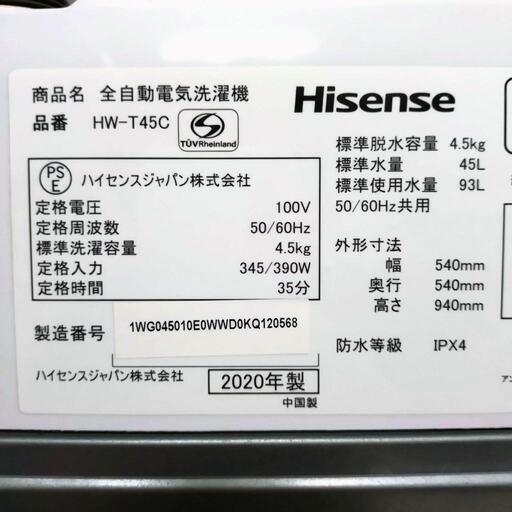 商品名 全自動電気洗濯機
品番 HW-T45C
TÜVRheinland
Hisense
PS
E
ハイセンスジャパン株式会社
定格電圧 100V
定格周波数 50/60Hz
標準洗濯容量 4.5kg
定格入力 345/390W
定格時間 35分
標準脱水容量 4.5kg
標準水量 45L
標準使用水量 93L
50/60Hz共用
外形寸法
幅 540mm
奥行 540mm
高さ 940mm
製造番号 1WG045010E0WWD0KQ120568
防水等級 IPX4
ハイセンスジャパン株式会社 2020年製
中国製